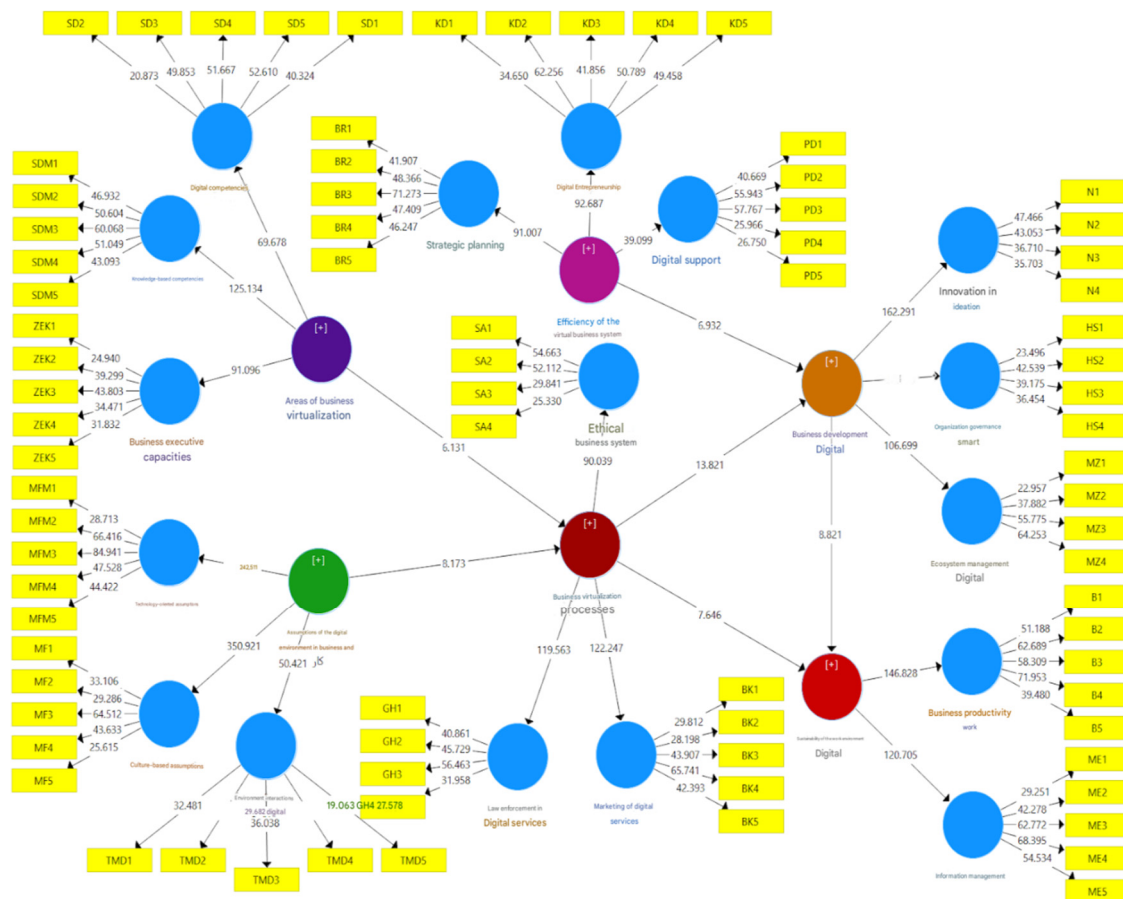 SD2
SD3
SD4
SD5
SD1
20.873
49.853
51.667
52.610
40.324
Digital competencies
KD1
KD2
KD3
KD4
KD5
34.650
62.256
41.856
50.789
49.458
Digital Entrepreneurship
92.687
BR1
BR2
BR3
BR4
BR5
41.907
48.366
71.273
47.409
46.247
Strategic planning
91.007
PD1
PD2
PD3
PD4
PD5
40.669
55.943
57.767
25.966
26.750
Digital support
39.099
SDM1
SDM2
SDM3
SDM4
SDM5
46.932
50.604
60.068
51.049
43.093
Knowledge-based competencies
69.678
125.134
ZEK1
ZEK2
ZEK3
ZEK4
ZEK5
24.940
39.299
43.803
34.471
31.832
Business executive
capacities
91.096
[+]
Areas of business
virtualization
6.131
[+]
Efficiency of the
virtual business system
6.932
SA1
SA2
SA3
SA4
54.663
52.112
29.841
25.330
Ethical
business system
90.039
N1
N2
N3
N4
47.466
43.053
36.710
35.703
Innovation in
ideation
162.291
[+]
Business development
Digital
HS1
HS2
HS3
HS4
23.496
42.539
39.175
36.454
Organization governance
smart
106.699
MZ1
MZ2
MZ3
MZ4
22.957
37.882
55.775
64.253
Ecosystem management
Digital
13.821
8.821
MFM1
MFM2
MFM3
MFM4
MFM5
28.713
66.416
84.941
47.528
44.422
Technology-oriented assumptions
[+]
Assumptions of the digital
environment in business and
کار
8.173
350.921
50.421
[+]
Business virtualization
processes
7.646
119.563
122.247
MF1
MF2
MF3
MF4
MF5
33.106
29.286
64.512
43.633
25.615
Culture-based assumptions
Environment interactions
29.682 digital
32.481
36.038
19.063 GH4 27.578
TMD1
TMD2
TMD3
TMD4
TMD5
GH1
GH2
GH3
40.861
45.729
56.463
31.958
Law enforcement in
Digital services
BK1
BK2
BK3
BK4
BK5
29.812
28.198
43.907
65.741
42.393
Marketing of digital
services
[+]
Sustainability of the work environment
Digital
146.828
120.705
B1
B2
B3
B4
B5
51.188
62.689
58.309
71.953
39.480
Business productivity
work
ME1
ME2
ME3
ME4
ME5
29.251
42.278
62.772
68.395
54.534
Information management